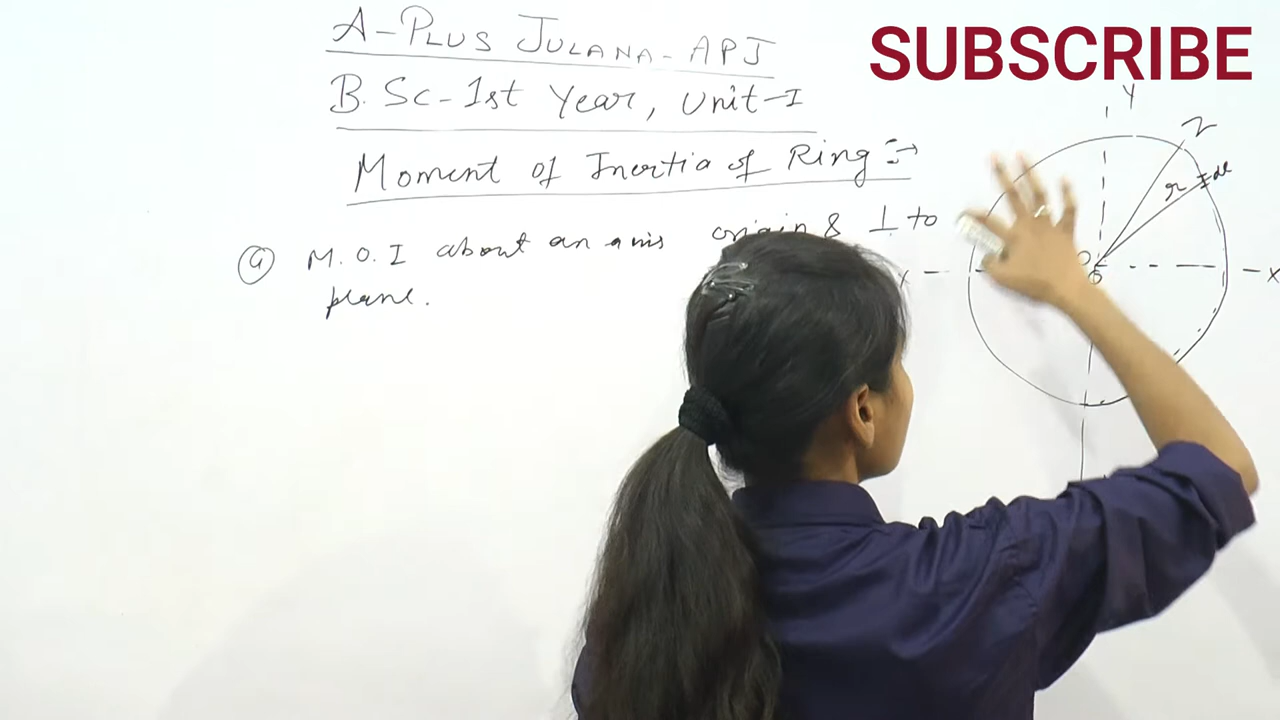 SUBSCRIBE
A-PLUS JULANA-APJ
B.Sc-1st Year, Unit-I
Moment of Inertia of Ring :→
(a) M.O.I about an axis origin & ⊥ to
plane.
Y
Z
r
dl
X
O
X